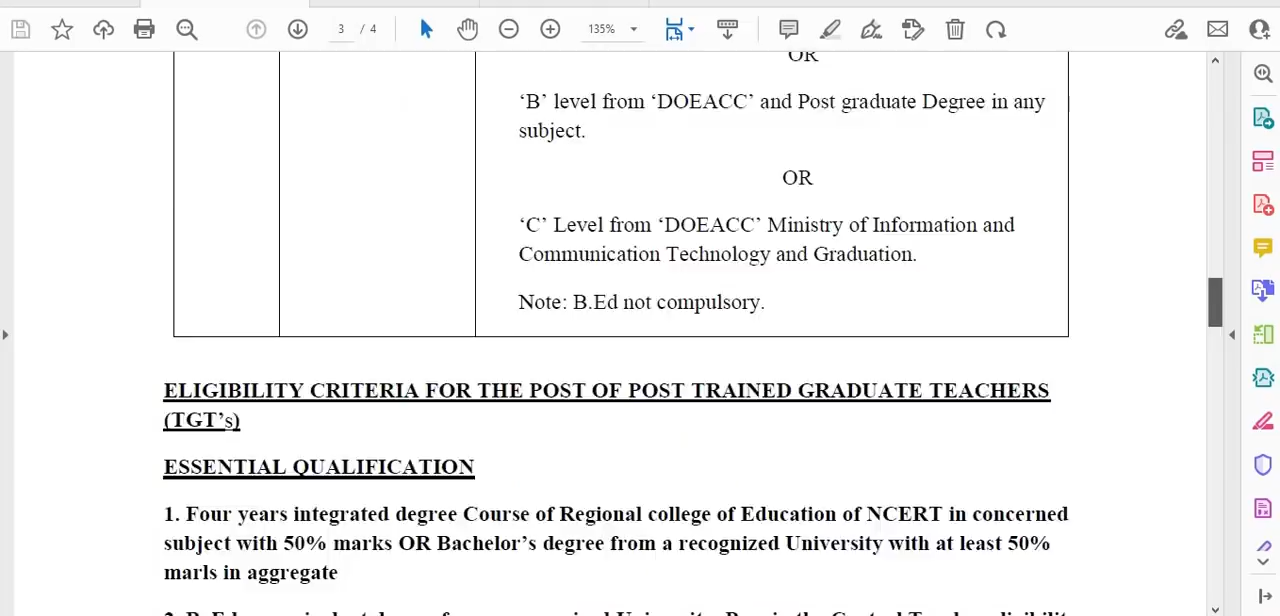 3 / 4
135%
OR
‘B’ level from ‘DOEACC’ and Post graduate Degree in any
subject.
OR
‘C’ Level from ‘DOEACC’ Ministry of Information and
Communication Technology and Graduation.
Note: B.Ed not compulsory.
ELIGIBILITY CRITERIA FOR THE POST OF POST TRAINED GRADUATE TEACHERS
(TGT’s)
ESSENTIAL QUALIFICATION
1. Four years integrated degree Course of Regional college of Education of NCERT in concerned
subject with 50% marks OR Bachelor’s degree from a recognized University with at least 50%
marls in aggregate